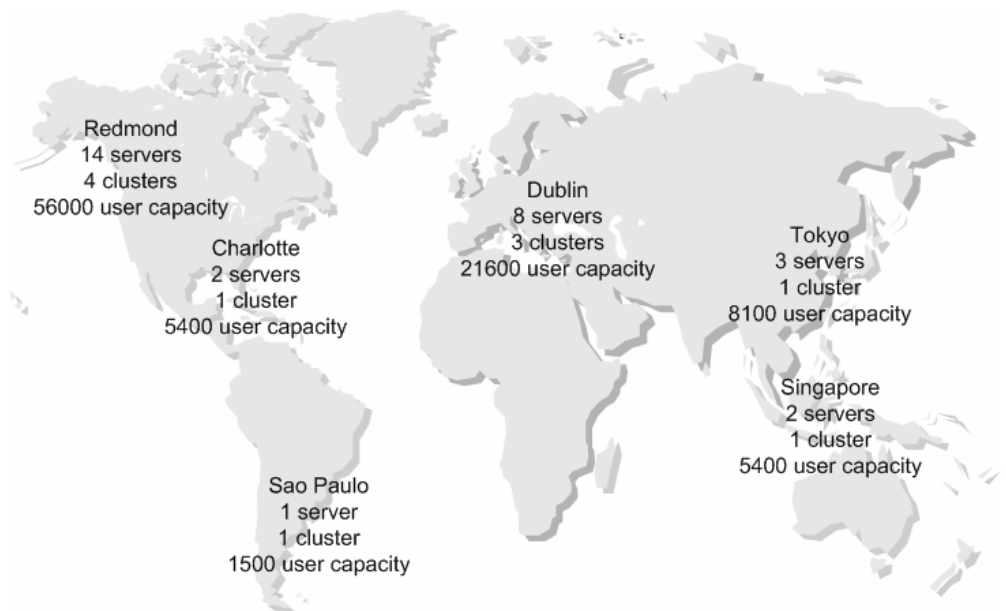 Redmond
14 servers
4 clusters
56000 user capacity
Charlotte
2 servers
1 cluster
5400 user capacity
Sao Paulo
1 server
1 cluster
1500 user capacity
Dublin
8 servers
3 clusters
21600 user capacity
Tokyo
3 servers
1 cluster
8100 user capacity
Singapore
2 servers
1 cluster
5400 user capacity